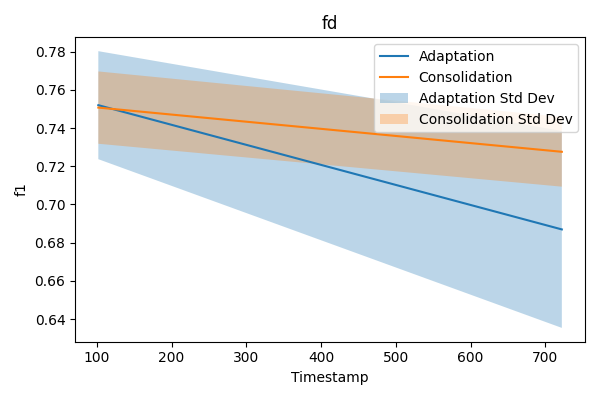 fd
Adaptation
Consolidation
Adaptation Std Dev
Consolidation Std Dev
f1
0.78
0.76
0.74
0.72
0.70
0.68
0.66
0.64
100 200 300 400 500 600 700
Timestamp